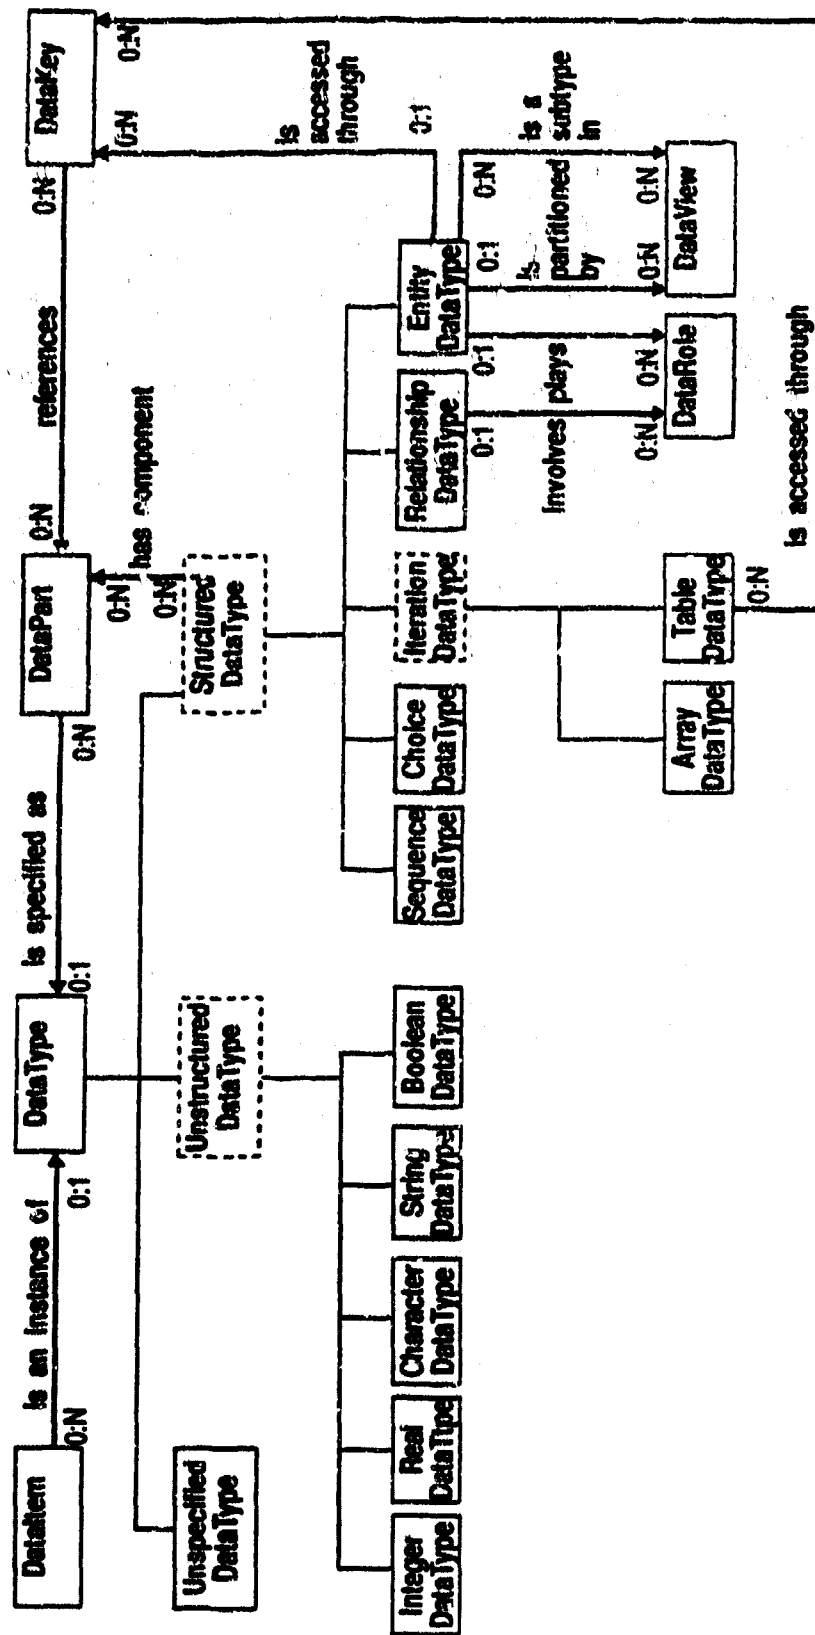 DataItem
0:N
is an instance of
0:1
DataType
0:1
is specified as
0:N
DataPart
0:N
references
0:N
DataKey
0:N
0:N
0:N
has component
0:N
is
accessed
through
0:1
Unspecified
DataType
Unstructured
DataType
Structured
DataType
Integer
DataType
Real
DataTtpe
Character
DataType
String
DataType
Boolean
DataType
Sequence
DataType
Choice
DataType
Iteration
DataType
Relationship
DataType
Entity
DataType
0:1
Involves
0:N
0:1
plays
0:N
0:1
is
partitioned
by
0:N
0:N
is a
subtype
in
0:N
Array
DataType
Table
DataType
0:N
DataRole
DataView
is accessed through